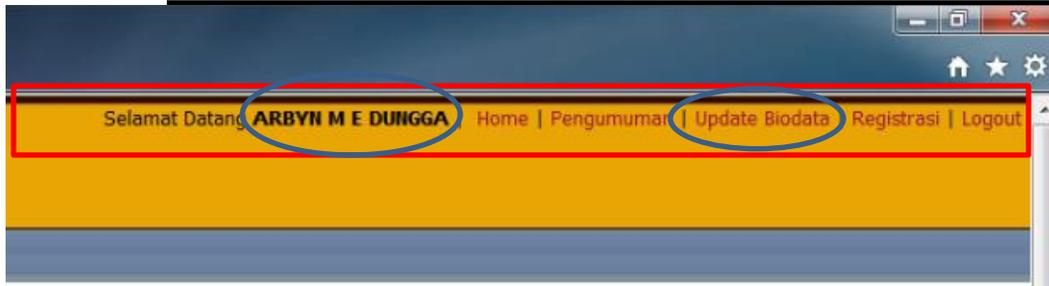 Selamat Datang ARBYN M E DUNGGA | Home | Pengumuman | Update Biodata | Registrasi | Logout